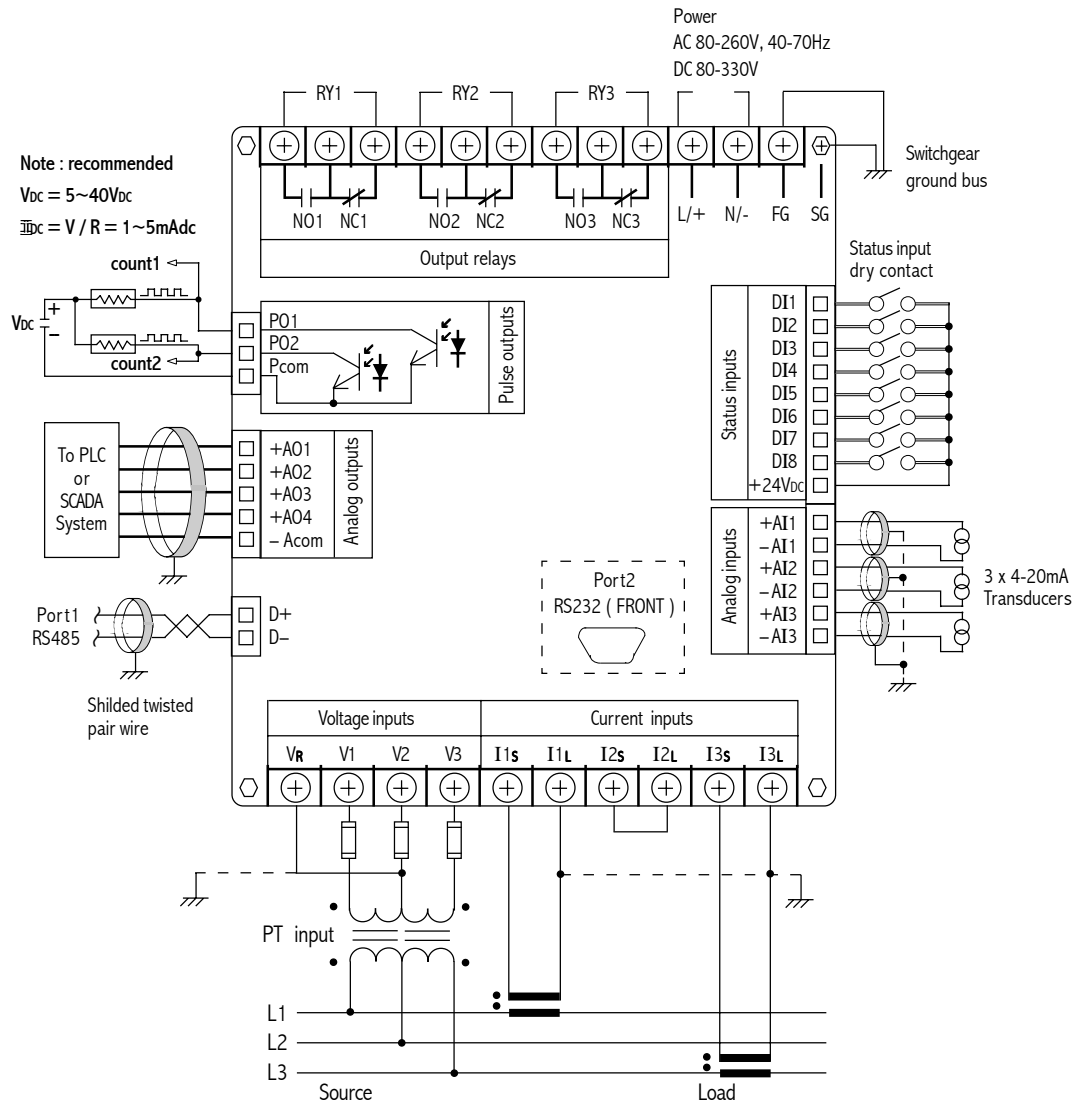 Power
AC 80-260V, 40-70Hz
DC 80-330V
RY1 RY2 RY3
Note : recommended
VDC = 5~40VDC
IDC = V / R = 1~5mAdc
Switchgear
ground bus
NO1 NC1 NO2 NC2 NO3 NC3 L/+ N/- FG SG
Output relays
Status input
dry contact
count1
VDC
+
−
count2
PO1
PO2
Pcom
Pulse outputs
Status inputs
DI1
DI2
DI3
DI4
DI5
DI6
DI7
DI8
+24VDC
To PLC
or
SCADA
System
+AO1
+AO2
+AO3
+AO4
− Acom
Analog outputs
Analog inputs
+AI1
−AI1
+AI2
−AI2
+AI3
−AI3
3 x 4-20mA
Transducers
Port2
RS232 ( FRONT )
Port1
RS485
D+
D−
Shilded twisted
pair wire
Voltage inputs Current inputs
VR V1 V2 V3 I1S I1L I2S I2L I3S I3L
PT input
L1
L2
L3
Source Load